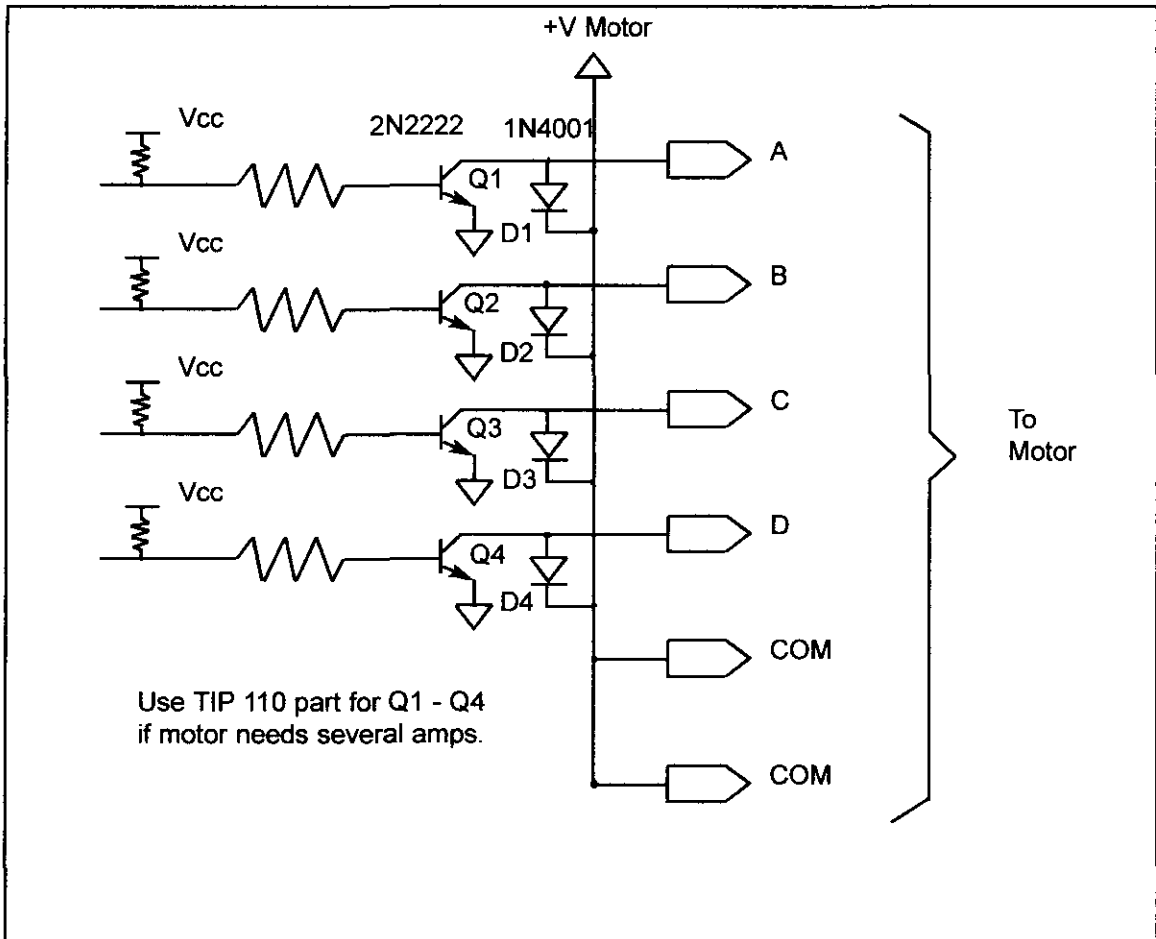 +V Motor
Vcc
2N2222
1N4001
A
Q1
D1
Vcc
B
Q2
D2
Vcc
C
Q3
D3
To
Motor
Vcc
D
Q4
D4
COM
Use TIP 110 part for Q1 - Q4
if motor needs several amps.
COM